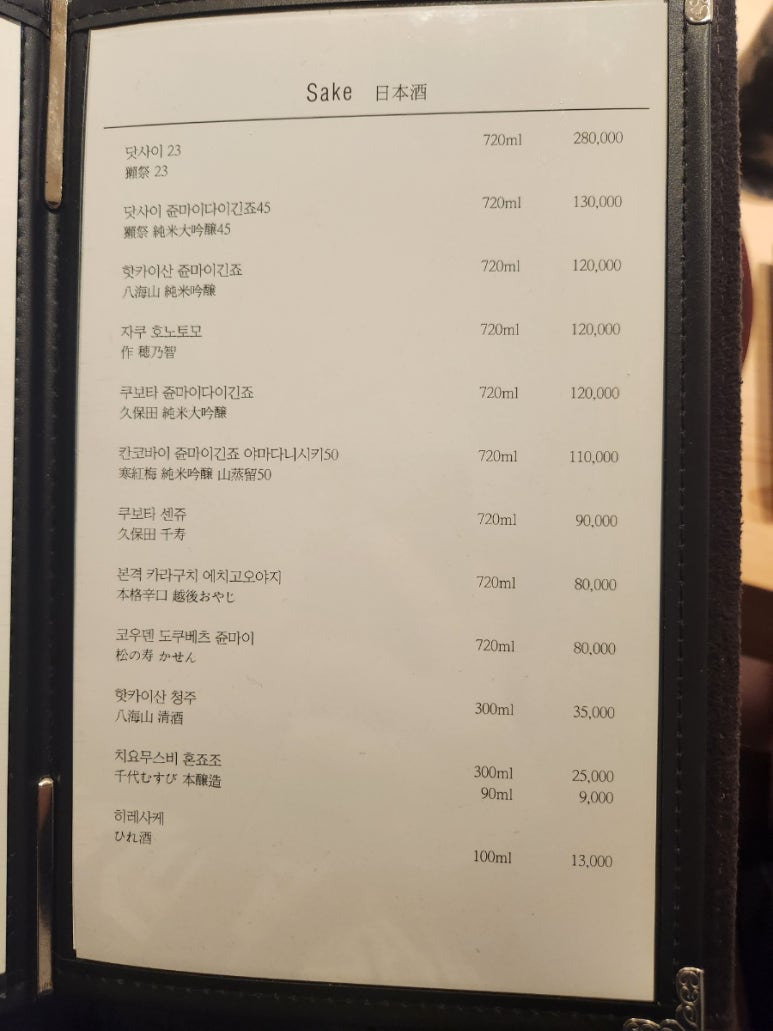 Sake 日本酒
닷사이 23 720ml 280,000
獺祭 23
닷사이 쥰마이다이긴죠45 720ml 130,000
獺祭 純米大吟醸45
핫카이산 쥰마이긴죠 720ml 120,000
八海山 純米吟醸
자쿠 호노토모 720ml 120,000
作 穂乃智
쿠보타 쥰마이다이긴죠 720ml 120,000
久保田 純米大吟醸
칸코바이 쥰마이긴죠 야마다니시키50 720ml 110,000
寒紅梅 純米吟醸 山蒸留50
쿠보타 센쥬 720ml 90,000
久保田 千寿
본격 카라구치 에치고오야지 720ml 80,000
本格辛口 越後おやじ
코우덴 도쿠베츠 쥰마이 720ml 80,000
松の寿 かせん
핫카이산 청주 300ml 35,000
八海山 清酒
치요무스비 혼죠조 300ml 25,000
千代むすび 本醸造 90ml 9,000
히레사케
ひれ酒
100ml 13,000